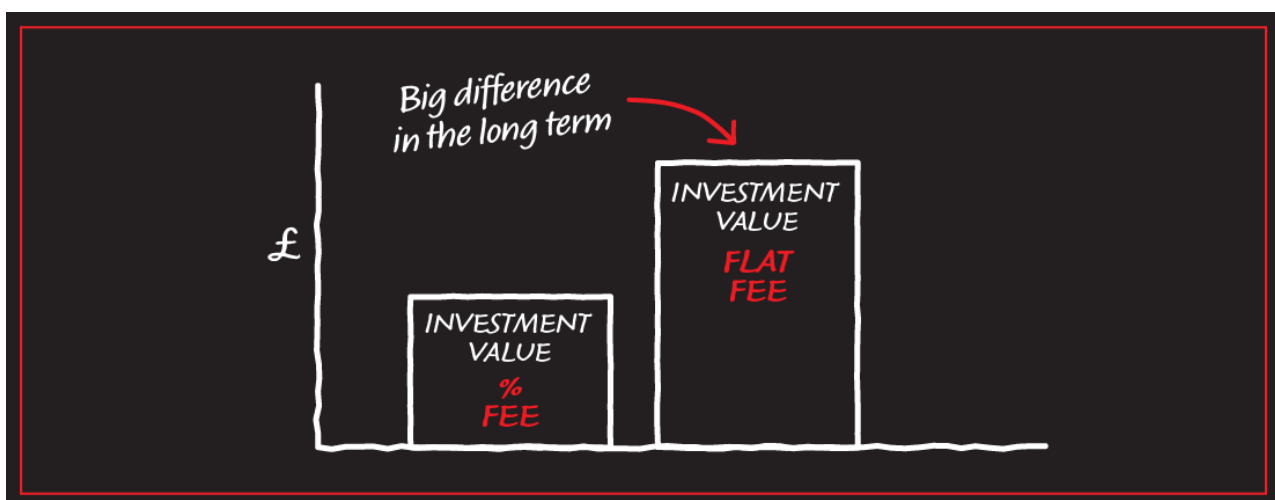 Big difference
in the long term
£
INVESTMENT
VALUE
%
FEE
INVESTMENT
VALUE
FLAT
FEE